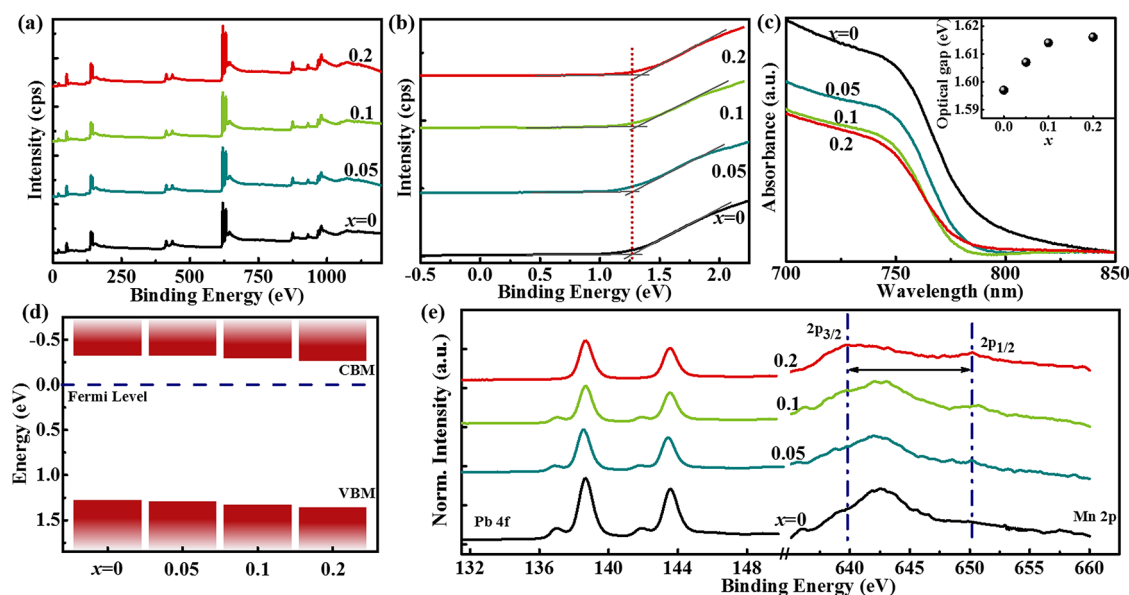 (a)
Intensity (cps)
0.2
0.1
0.05
x=0
0 250 500 750 1000
Binding Energy (eV)
(b)
Intensity (cps)
0.2
0.1
0.05
x=0
-0.5 0.0 0.5 1.0 1.5 2.0
Binding Energy (eV)
(c)
Absorbance (a.u.)
x=0
0.05
0.1
0.2
700 750 800 850
Wavelength (nm)
Optical gap (eV)
1.62
1.61
1.60
1.59
0.0 0.1 0.2
x
(d)
Energy (eV)
-0.5
0.0
0.5
1.0
1.5
CBM
Fermi Level
VBM
x=0 0.05 0.1 0.2
(e)
Norm. Intensity (a.u.)
2p3/2 2p1/2
0.2
0.1
0.05
x=0
Pb 4f Mn 2p
132 136 140 144 148 640 645 650 655 660
Binding Energy (eV)